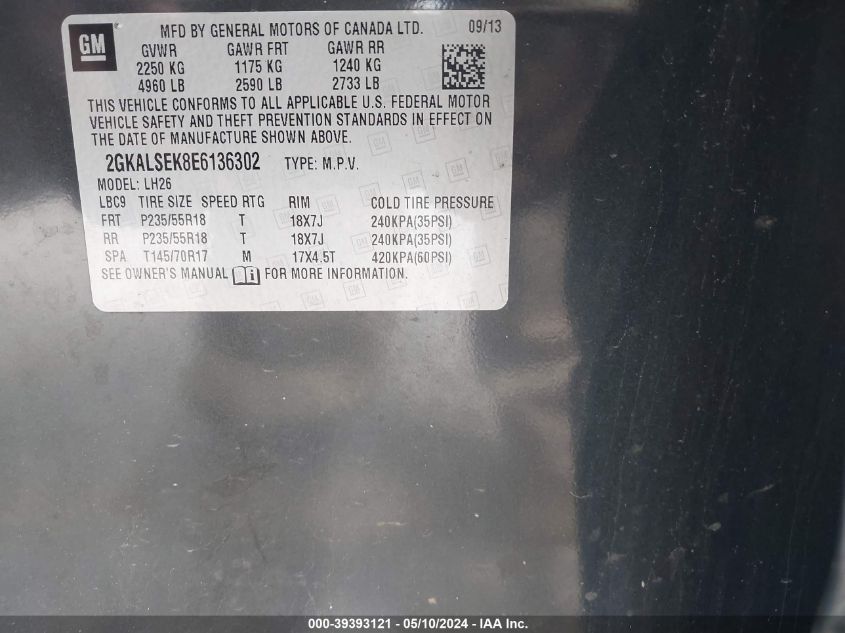 GM
MFD BY GENERAL MOTORS OF CANADA LTD. 09/13
GVWR GAWR FRT GAWR RR
2250 KG 1175 KG 1240 KG
4960 LB 2590 LB 2733 LB
THIS VEHICLE CONFORMS TO ALL APPLICABLE U.S. FEDERAL MOTOR
VEHICLE SAFETY AND THEFT PREVENTION STANDARDS IN EFFECT ON
THE DATE OF MANUFACTURE SHOWN ABOVE.
2GKALSEK8E6136302 TYPE: M.P.V.
MODEL: LH26
LBC9 TIRE SIZE SPEED RTG RIM COLD TIRE PRESSURE
FRT P235/55R18 T 18X7J 240KPA(35PSI)
RR P235/55R18 T 18X7J 240KPA(35PSI)
SPA T145/70R17 M 17X4.5T 420KPA(60PSI)
SEE OWNER'S MANUAL i FOR MORE INFORMATION.
000-39393121 — 05/10/2024 — IAA Inc.